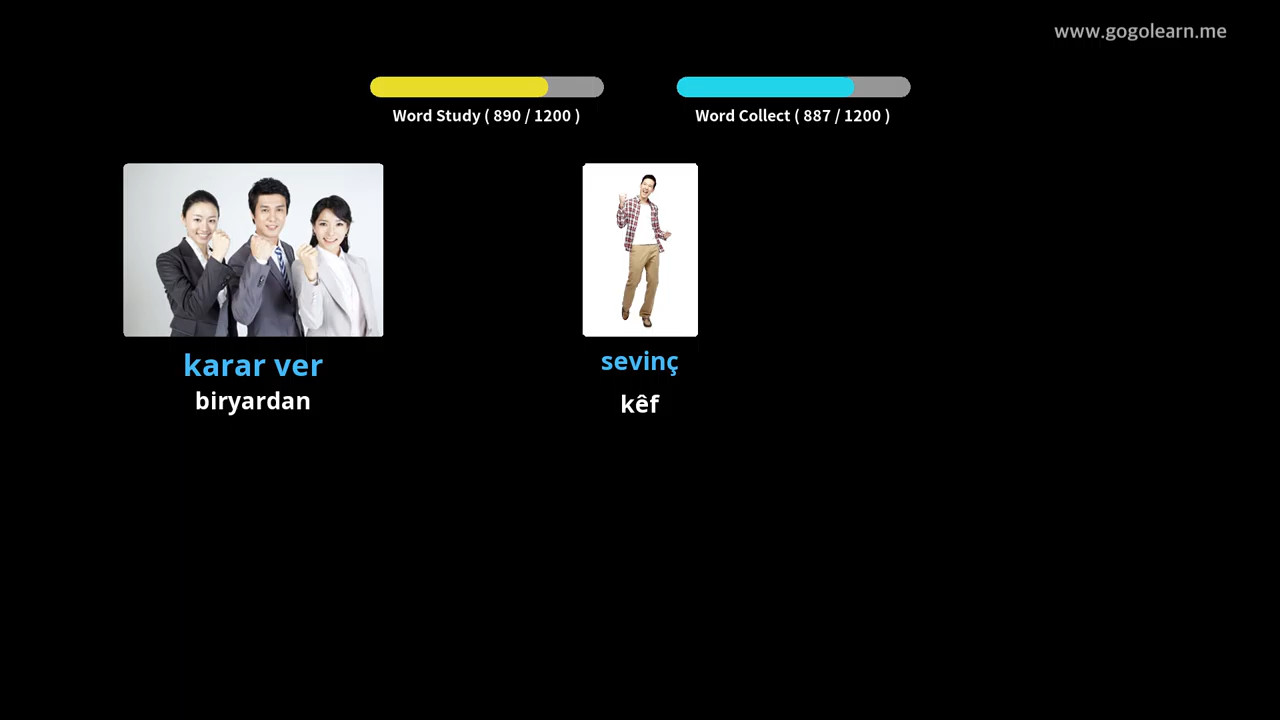 www.gogolearn.me
Word Study ( 890 / 1200 )
Word Collect ( 887 / 1200 )
karar ver
biryardan
sevinç
kêf